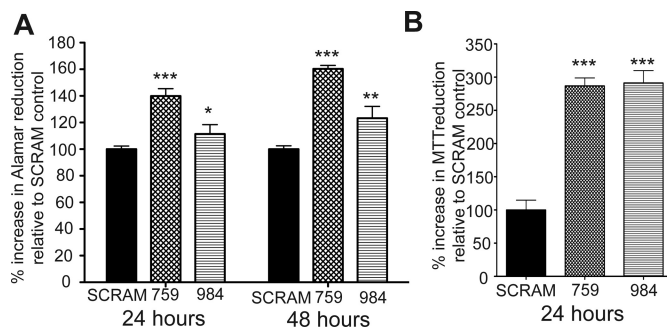 A
% increase in Alamar reduction
relative to SCRAM control
180
160
140
120
100
80
60
40
20
0
***
*
***
**
SCRAM 759 984 SCRAM 759 984
24 hours 48 hours
B
% increase in MTTreduction
relative to SCRAM control
350
300
250
200
150
100
50
0
*** ***
SCRAM 759 984
24 hours